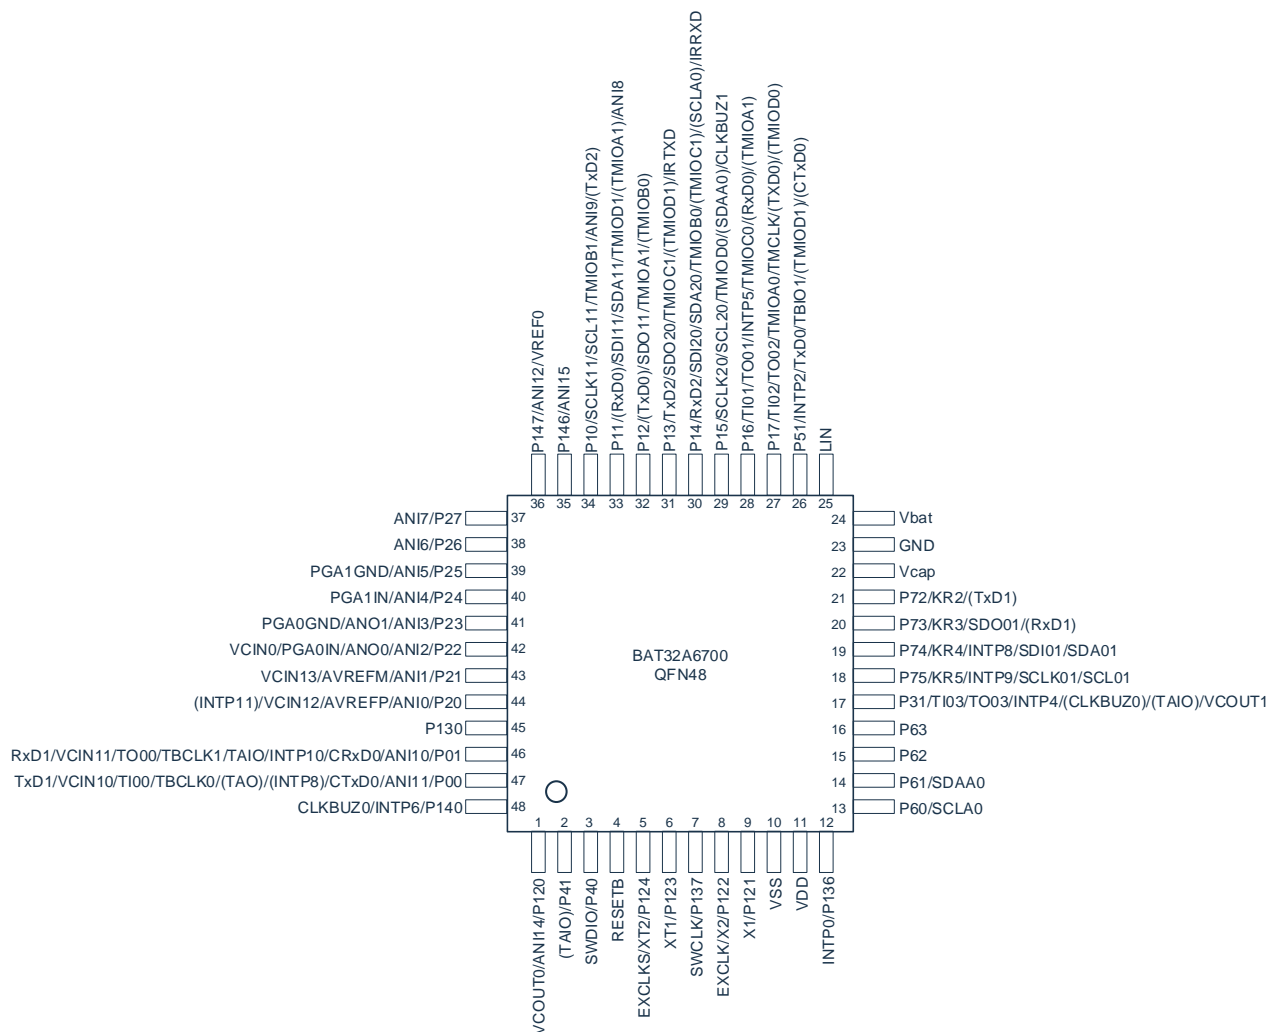 P147/ANI12/VREF0
P146/ANI15
P10/SCLK11/SCL11/TMIOB1/ANI9/(TxD2)
P11/(RxD0)/SDI11/SDA11/TMIOD1/(TMIOA1)/ANI8
P12/(TxD0)/SDO11/TMIOA1/(TMIOB0)
P13/TxD2/SDO20/TMIOC1/(TMIOD1)/IRTXD
P14/RxD2/SDI20/SDA20/TMIOB0/(TMIOC1)/(SCLA0)/IRRXD
P15/SCLK20/SCL20/TMIOD0/(SDAA0)/CLKBUZ1
P16/TI01/TO01/INTP5/TMIOC0/(RxD0)/(TMIOA1)
P17/TI02/TO02/TMIOA0/TMCLK/(TXD0)/(TMIOD0)
P51/INTP2/TxD0/TBIO1/(TMIOD1)/(CTxD0)
LIN
36 35 34 33 32 31 30 29 28 27 26 25
ANI7/P27 37
ANI6/P26 38
PGA1GND/ANI5/P25 39
PGA1IN/ANI4/P24 40
PGA0GND/ANO1/ANI3/P23 41
VCIN0/PGA0IN/ANO0/ANI2/P22 42
VCIN13/AVREFM/ANI1/P21 43
(INTP11)/VCIN12/AVREFP/ANI0/P20 44
P130 45
RxD1/VCIN11/TO00/TBCLK1/TAIO/INTP10/CRxD0/ANI10/P01 46
TxD1/VCIN10/TI00/TBCLK0/(TAO)/(INTP8)/CTxD0/ANI11/P00 47
CLKBUZ0/INTP6/P140 48
BAT32A6700
QFN48
24 Vbat
23 GND
22 Vcap
21 P72/KR2/(TxD1)
20 P73/KR3/SDO01/(RxD1)
19 P74/KR4/INTP8/SDI01/SDA01
18 P75/KR5/INTP9/SCLK01/SCL01
17 P31/TI03/TO03/INTP4/(CLKBUZ0)/(TAIO)/VCOUT1
16 P63
15 P62
14 P61/SDAA0
13 P60/SCLA0
1 2 3 4 5 6 7 8 9 10 11 12
VCOUT0/ANI14/P120
(TAIO)/P41
SWDIO/P40
RESETB
EXCLKS/XT2/P124
XT1/P123
SWCLK/P137
EXCLK/X2/P122
X1/P121
VSS
VDD
INTP0/P136